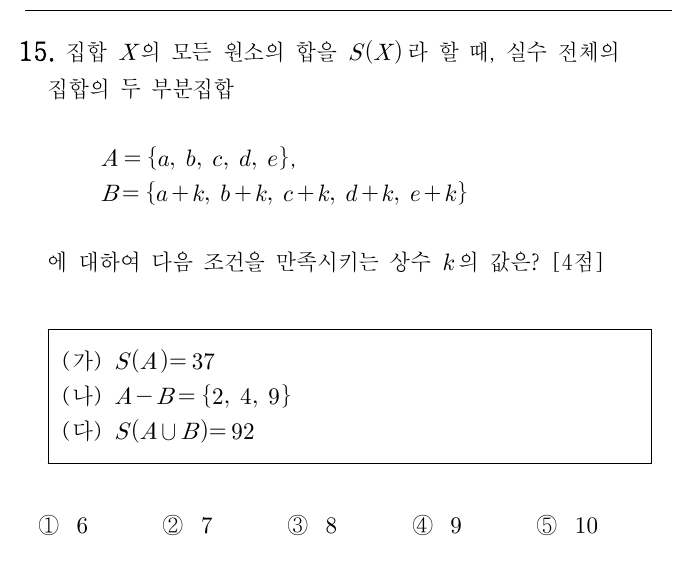 15. 집합 X의 모든 원소의 합을 S(X)라 할 때, 실수 전체의
집합의 두 부분집합
A={a, b, c, d, e},
B={a+k, b+k, c+k, d+k, e+k}
에 대하여 다음 조건을 만족시키는 상수 k의 값은? [4점]
(가) S(A)=37
(나) A-B={2, 4, 9}
(다) S(A∪B)=92
① 6 ② 7 ③ 8 ④ 9 ⑤ 10